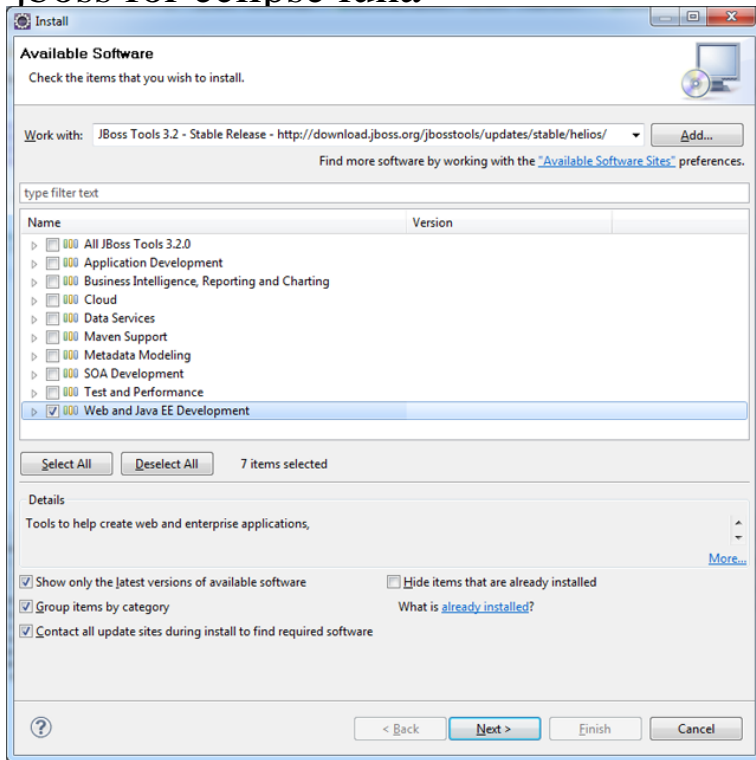 jboss for eclipse luna
Install
Available Software
Check the items that you wish to install.
Work with: JBoss Tools 3.2 - Stable Release - http://download.jboss.org/jbosstools/updates/stable/helios/ Add...
Find more software by working with the "Available Software Sites" preferences.
type filter text
Name Version
All JBoss Tools 3.2.0
Application Development
Business Intelligence, Reporting and Charting
Cloud
Data Services
Maven Support
Metadata Modeling
SOA Development
Test and Performance
Web and Java EE Development
Select All Deselect All 7 items selected
Details
Tools to help create web and enterprise applications,
More...
Show only the latest versions of available software Hide items that are already installed
Group items by category What is already installed?
Contact all update sites during install to find required software
? < Back Next > Finish Cancel